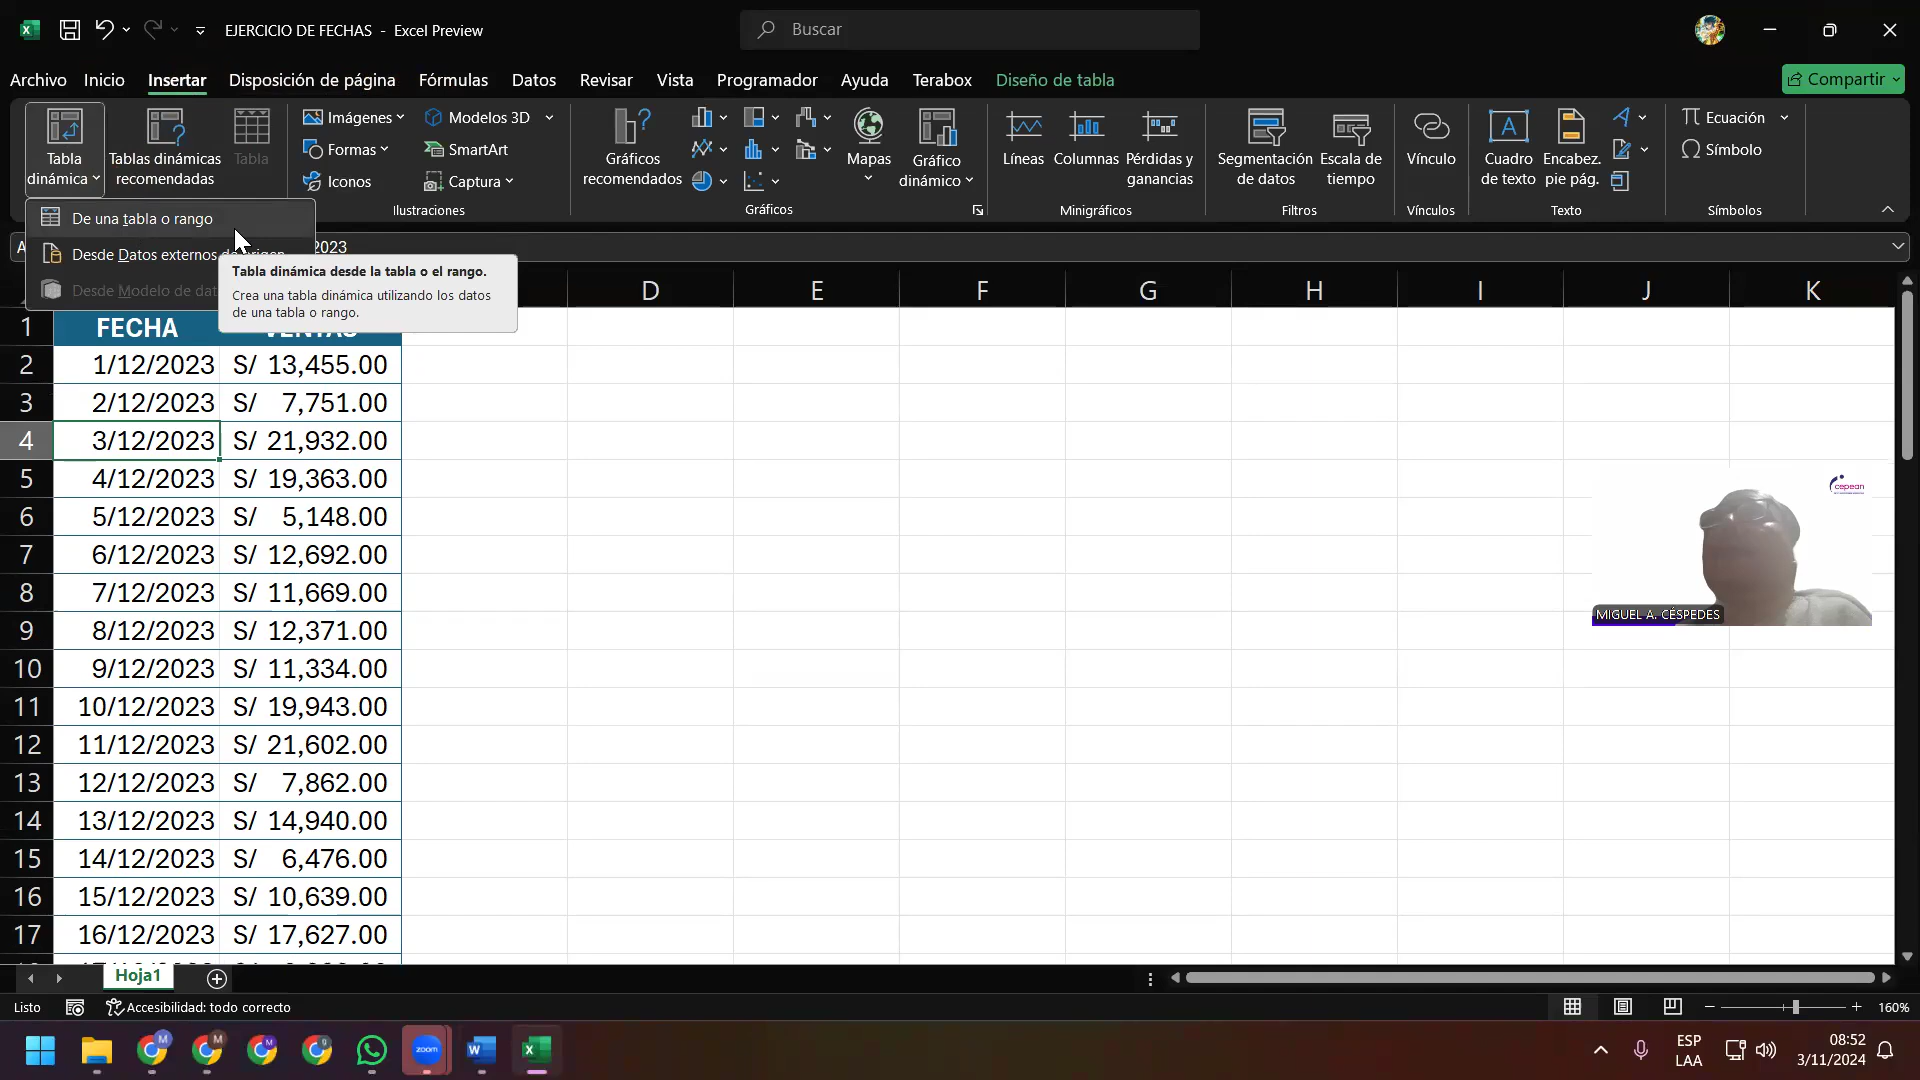 EJERCICIO DE FECHAS - Excel Preview
Buscar
Archivo Inicio Insertar Disposición de página Fórmulas Datos Revisar Vista Programador Ayuda Terabox Diseño de tabla
Compartir
Tabla dinámica
Tablas dinámicas recomendadas
Tabla
Imágenes
Formas
Iconos
Modelos 3D
SmartArt
Captura
Ilustraciones
Gráficos recomendados
Mapas
Gráfico dinámico
Gráficos
Líneas
Columnas
Pérdidas y ganancias
Minigráficos
Segmentación de datos
Escala de tiempo
Filtros
Vínculo
Vínculos
Cuadro de texto
Encabez. pie pág.
Texto
Ecuación
Símbolo
Símbolos
De una tabla o rango
Desde Datos externos de origen
Desde Modelo de dat
2023
Tabla dinámica desde la tabla o el rango.
Crea una tabla dinámica utilizando los datos
de una tabla o rango.
D E F G H I J K
1 FECHA VENTAS
2 1/12/2023 S/ 13,455.00
3 2/12/2023 S/ 7,751.00
4 3/12/2023 S/ 21,932.00
5 4/12/2023 S/ 19,363.00
6 5/12/2023 S/ 5,148.00
7 6/12/2023 S/ 12,692.00
8 7/12/2023 S/ 11,669.00
9 8/12/2023 S/ 12,371.00
10 9/12/2023 S/ 11,334.00
11 10/12/2023 S/ 19,943.00
12 11/12/2023 S/ 21,602.00
13 12/12/2023 S/ 7,862.00
14 13/12/2023 S/ 14,940.00
15 14/12/2023 S/ 6,476.00
16 15/12/2023 S/ 10,639.00
17 16/12/2023 S/ 17,627.00
cepean
MIGUEL A. CÉSPEDES
Hoja1
Listo
Accesibilidad: todo correcto
160%
zoom
ESP
LAA
08:52
3/11/2024